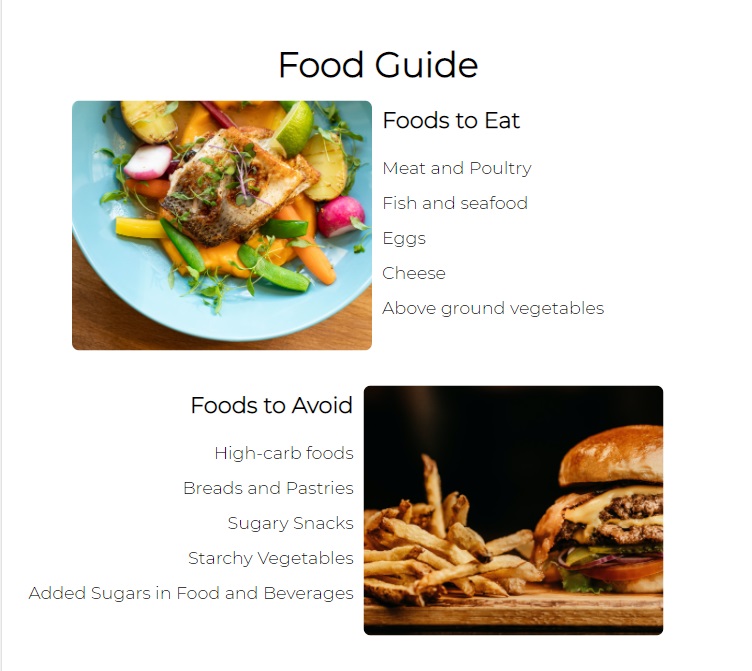 Food Guide
Foods to Eat
Meat and Poultry
Fish and seafood
Eggs
Cheese
Above ground vegetables
Foods to Avoid
High-carb foods
Breads and Pastries
Sugary Snacks
Starchy Vegetables
Added Sugars in Food and Beverages